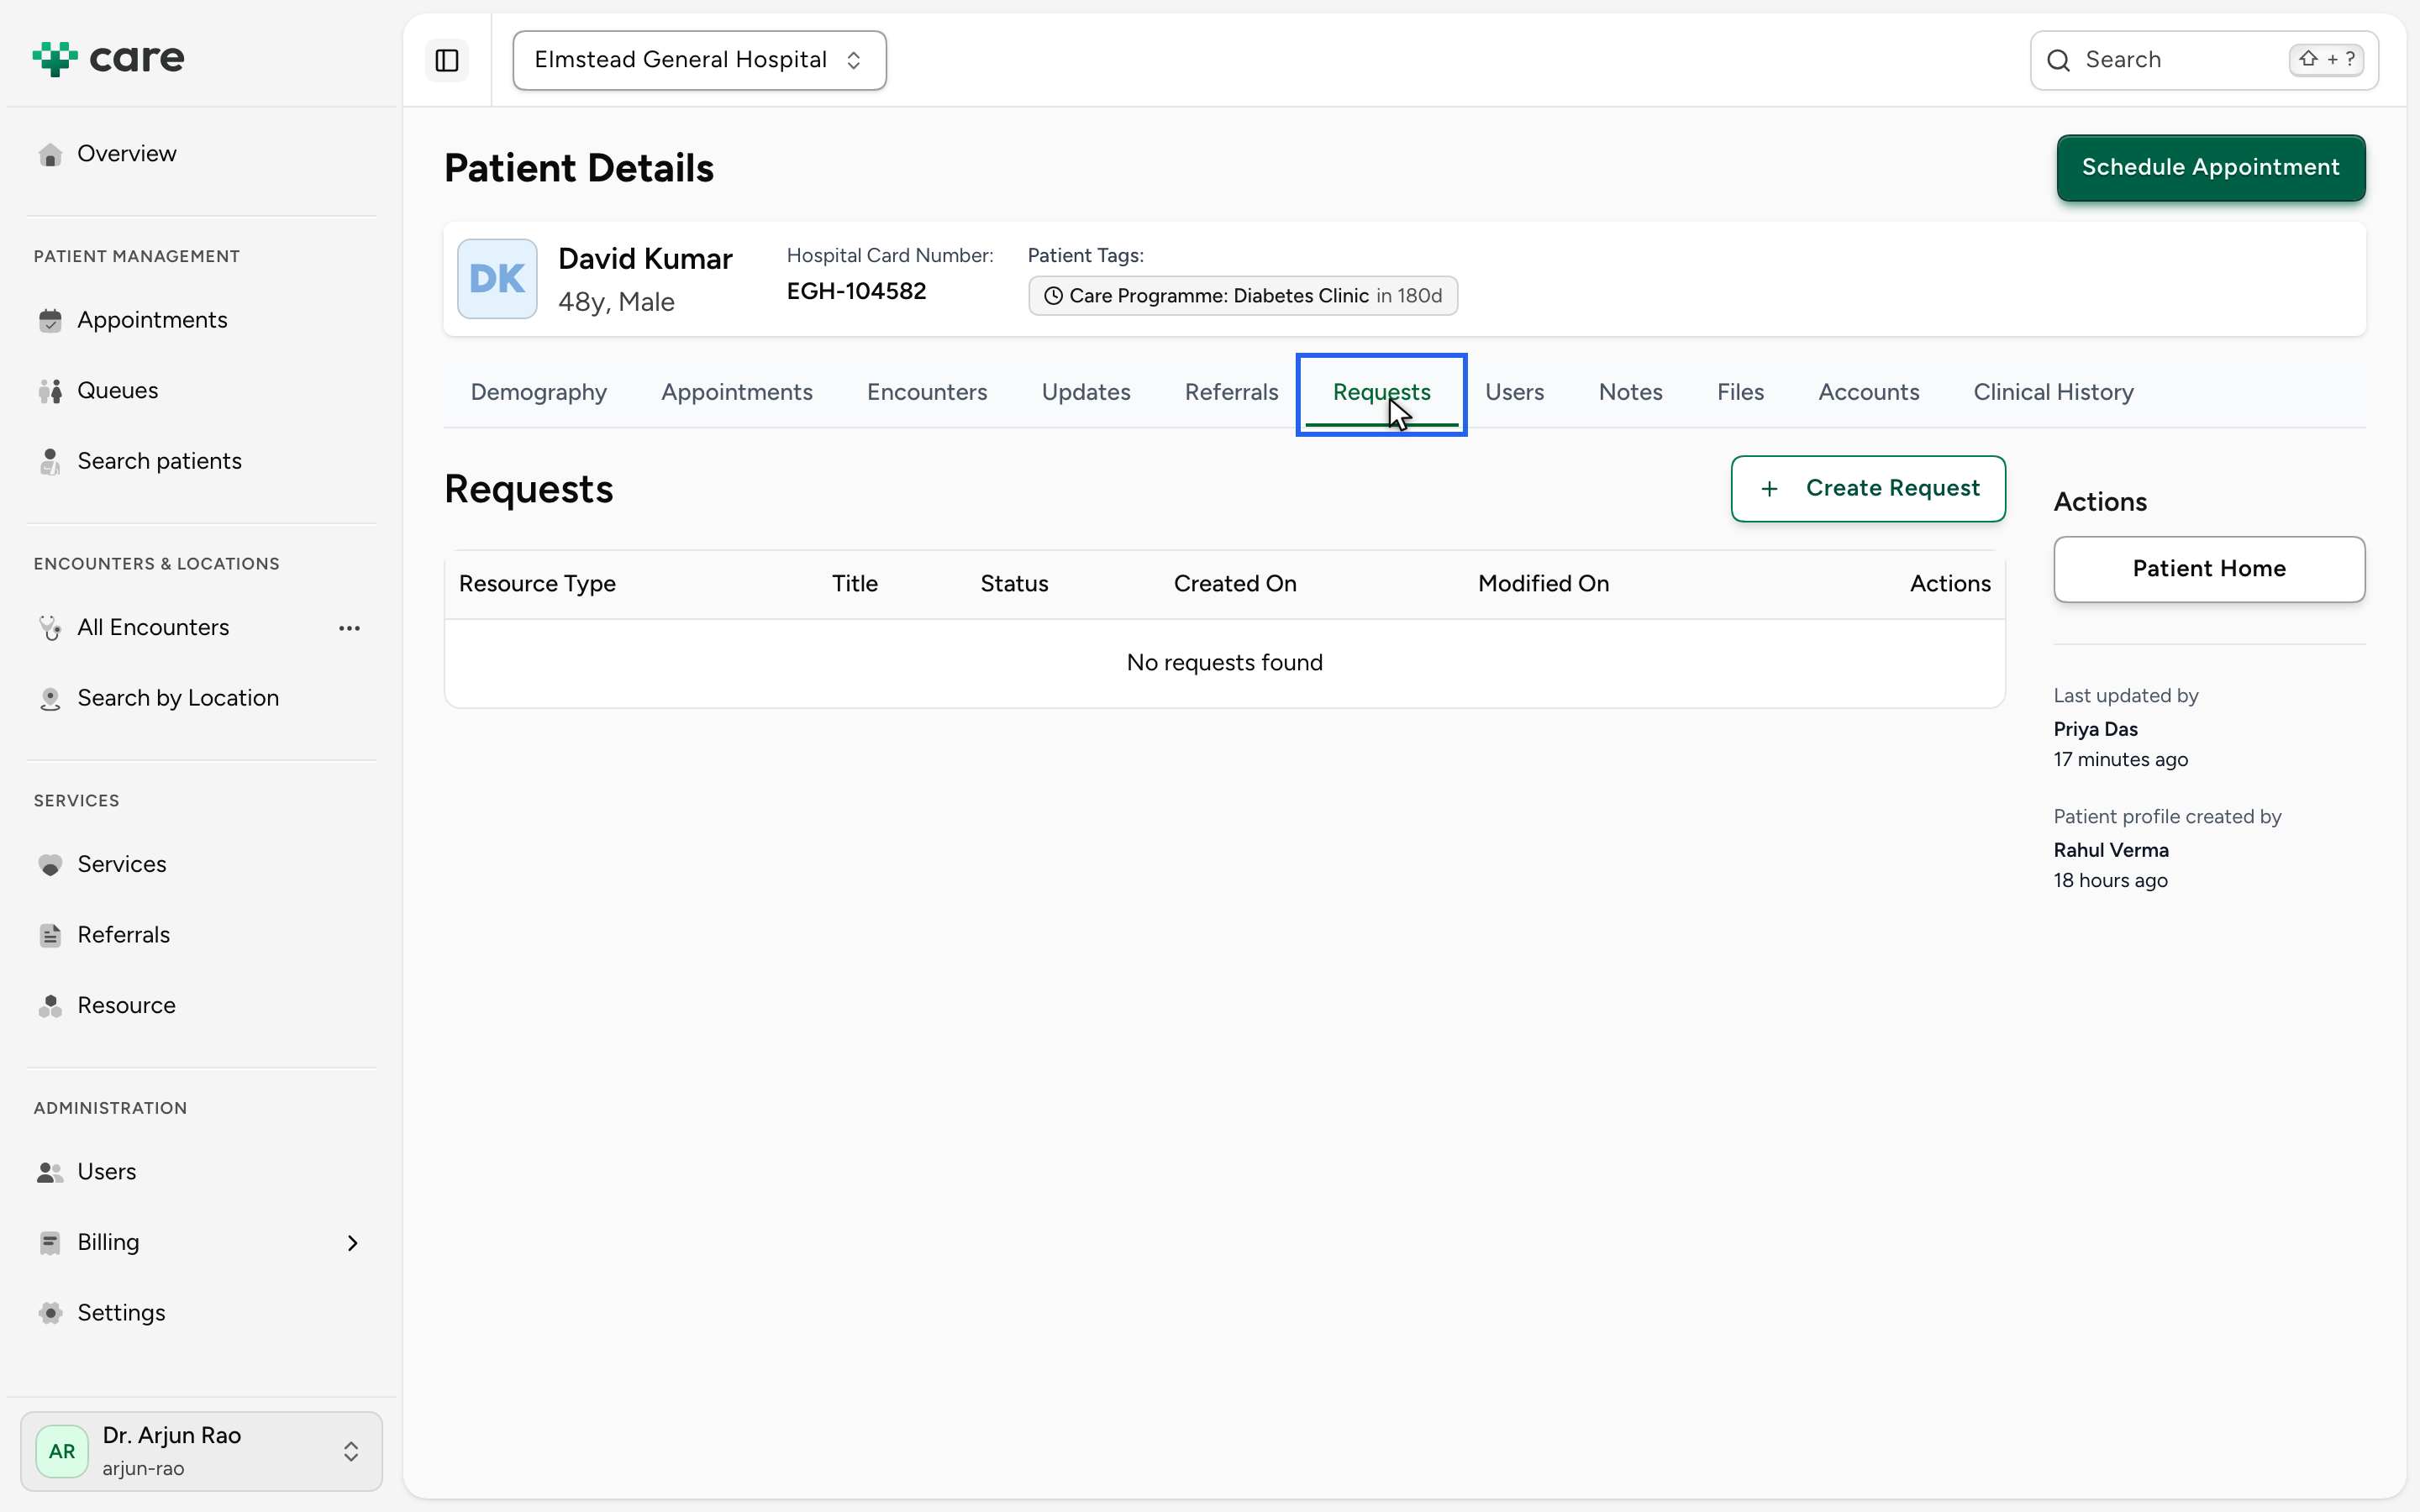 care
Elmstead General Hospital
Search
+ ?
Overview
PATIENT MANAGEMENT
Appointments
Queues
Search patients
ENCOUNTERS & LOCATIONS
All Encounters
Search by Location
SERVICES
Services
Referrals
Resource
ADMINISTRATION
Users
Billing
Settings
AR
Dr. Arjun Rao
arjun-rao
Patient Details
Schedule Appointment
DK
David Kumar
48y, Male
Hospital Card Number:
EGH-104582
Patient Tags:
Care Programme: Diabetes Clinic in 180d
Demography Appointments Encounters Updates Referrals Requests Users Notes Files Accounts Clinical History
Requests
+ Create Request
Resource Type Title Status Created On Modified On Actions
No requests found
Actions
Patient Home
Last updated by
Priya Das
17 minutes ago
Patient profile created by
Rahul Verma
18 hours ago